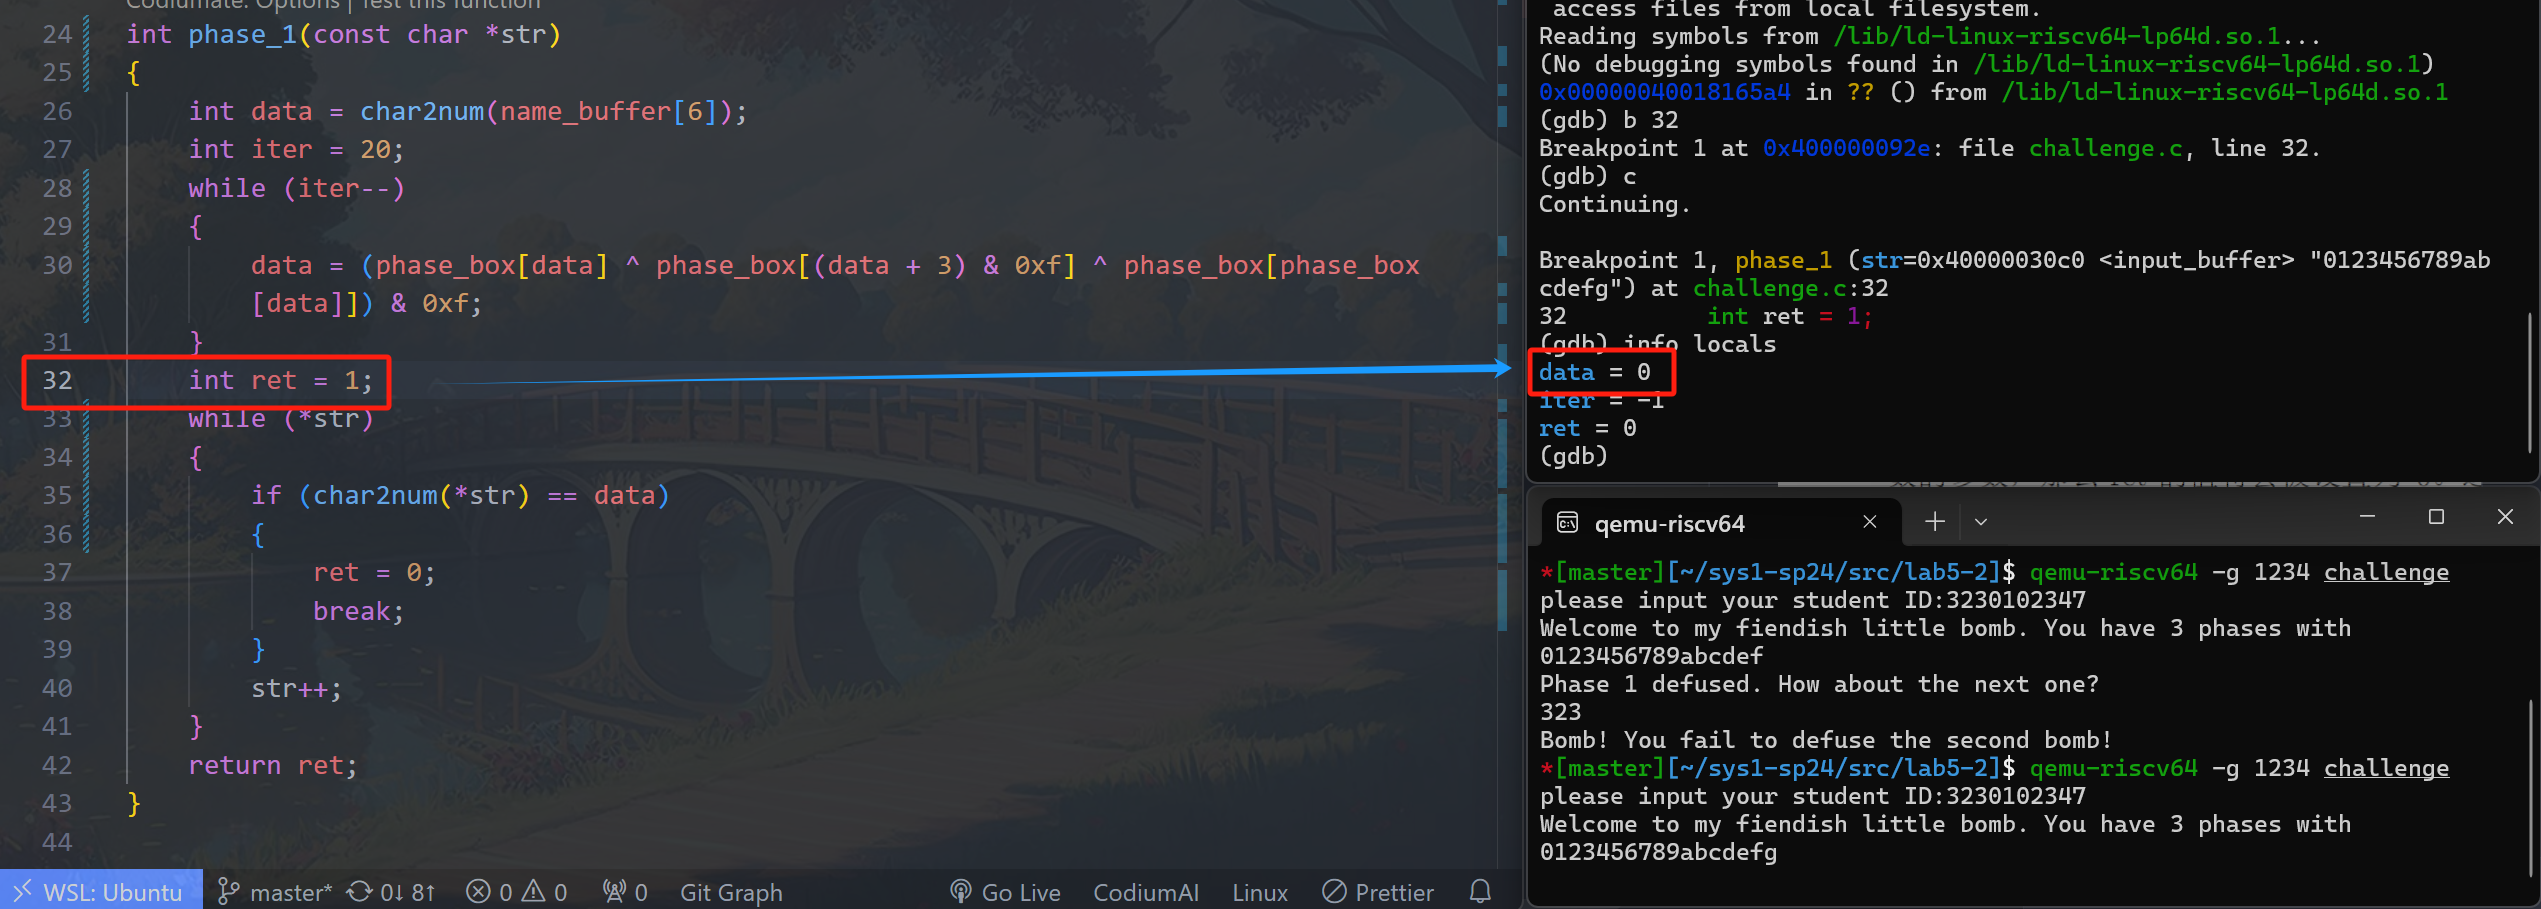 Codiumate: Options | Test this function
24 int phase_1(const char *str)
25 {
26 int data = char2num(name_buffer[6]);
27 int iter = 20;
28 while (iter--)
29 {
30 data = (phase_box[data] ^ phase_box[(data + 3) & 0xf] ^ phase_box[phase_box
[data]]) & 0xf;
31 }
32 int ret = 1;
33 while (*str)
34 {
35 if (char2num(*str) == data)
36 {
37 ret = 0;
38 break;
39 }
40 str++;
41 }
42 return ret;
43 }
44
WSL: Ubuntu master* 0↓ 8↑ 0 0 0 Git Graph Go Live CodiumAI Linux Prettier
access files from local filesystem.
Reading symbols from /lib/ld-linux-riscv64-lp64d.so.1...
(No debugging symbols found in /lib/ld-linux-riscv64-lp64d.so.1)
0x00000040018165a4 in ?? () from /lib/ld-linux-riscv64-lp64d.so.1
(gdb) b 32
Breakpoint 1 at 0x400000092e: file challenge.c, line 32.
(gdb) c
Continuing.
Breakpoint 1, phase_1 (str=0x40000030c0 <input_buffer> "0123456789ab
cdefg") at challenge.c:32
32 int ret = 1;
(gdb) info locals
data = 0
iter = -1
ret = 0
(gdb)
qemu-riscv64
*[master][~/sys1-sp24/src/lab5-2]$ qemu-riscv64 -g 1234 challenge
please input your student ID:3230102347
Welcome to my fiendish little bomb. You have 3 phases with
0123456789abcdef
Phase 1 defused. How about the next one?
323
Bomb! You fail to defuse the second bomb!
*[master][~/sys1-sp24/src/lab5-2]$ qemu-riscv64 -g 1234 challenge
please input your student ID:3230102347
Welcome to my fiendish little bomb. You have 3 phases with
0123456789abcdefg